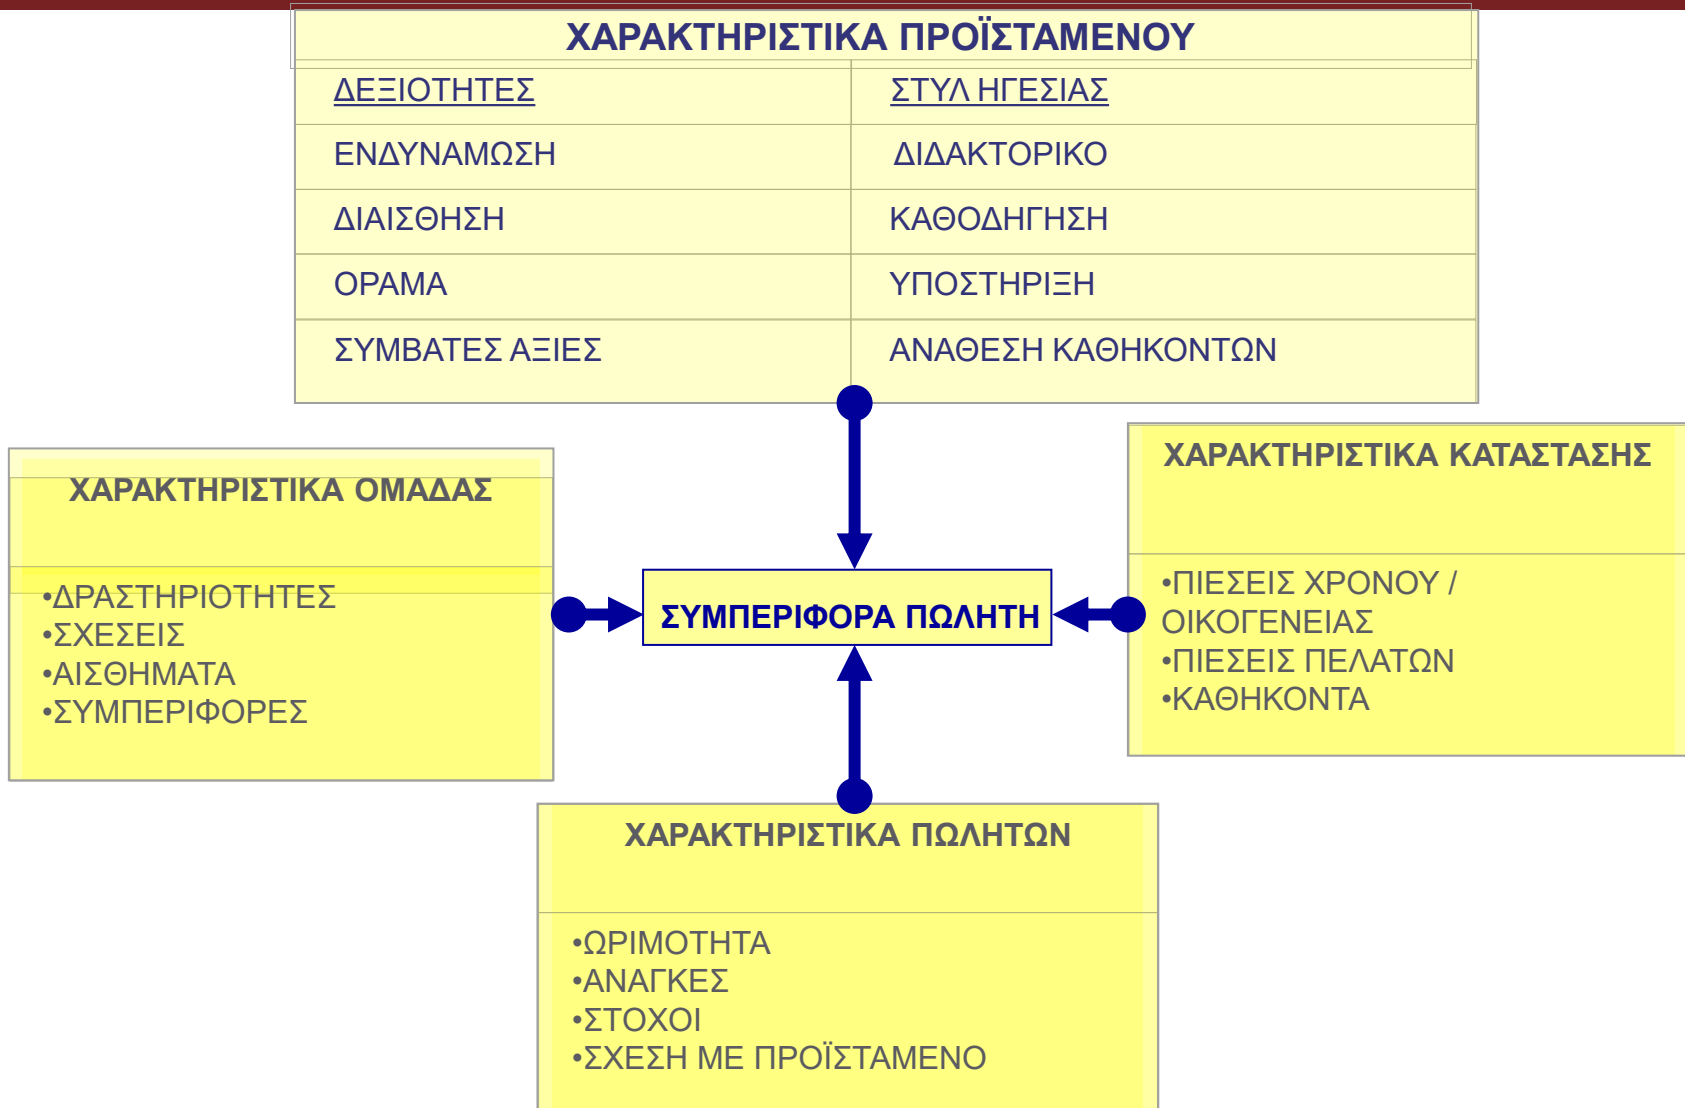 ΧΑΡΑΚΤΗΡΙΣΤΙΚΑ ΠΡΟΪΣΤΑΜΕΝΟΥ
ΔΕΞΙΟΤΗΤΕΣ ΣΤΥΛ ΗΓΕΣΙΑΣ
ΕΝΔΥΝΑΜΩΣΗ ΔΙΔΑΚΤΟΡΙΚΟ
ΔΙΑΙΣΘΗΣΗ ΚΑΘΟΔΗΓΗΣΗ
ΟΡΑΜΑ ΥΠΟΣΤΗΡΙΞΗ
ΣΥΜΒΑΤΕΣ ΑΞΙΕΣ ΑΝΑΘΕΣΗ ΚΑΘΗΚΟΝΤΩΝ
ΧΑΡΑΚΤΗΡΙΣΤΙΚΑ ΟΜΑΔΑΣ
•ΔΡΑΣΤΗΡΙΟΤΗΤΕΣ
•ΣΧΕΣΕΙΣ
•ΑΙΣΘΗΜΑΤΑ
•ΣΥΜΠΕΡΙΦΟΡΕΣ
ΣΥΜΠΕΡΙΦΟΡΑ ΠΩΛΗΤΗ
ΧΑΡΑΚΤΗΡΙΣΤΙΚΑ ΚΑΤΑΣΤΑΣΗΣ
•ΠΙΕΣΕΙΣ ΧΡΟΝΟΥ /
ΟΙΚΟΓΕΝΕΙΑΣ
•ΠΙΕΣΕΙΣ ΠΕΛΑΤΩΝ
•ΚΑΘΗΚΟΝΤΑ
ΧΑΡΑΚΤΗΡΙΣΤΙΚΑ ΠΩΛΗΤΩΝ
•ΩΡΙΜΟΤΗΤΑ
•ΑΝΑΓΚΕΣ
•ΣΤΟΧΟΙ
•ΣΧΕΣΗ ΜΕ ΠΡΟΪΣΤΑΜΕΝΟ